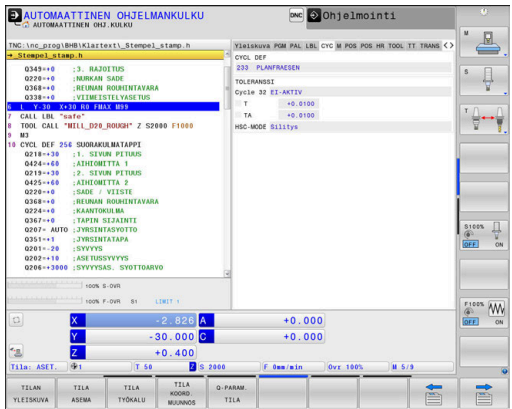 AUTOMAATTINEN OHJELMANKULKU
AUTOMAATTINEN OHJ.KULKU
DNC
Ohjelmointi
TNC:\nc_prog\BHB\Klartext\_Stempel_stamp.h
→_Stempel_stamp.h
Q349=+0 ;3. RAJOITUS
Q220=+0 ;NURKAN SADE
Q368=+0 ;REUNAN ROUHINTAVARA
Q338=+0 ;VIIMEISTELYASETUS
6 L Y-30 X+30 R0 FMAX M99
7 CALL LBL "safe"
8 TOOL CALL "MILL_D20_ROUGH" Z S2000 F1000
9 M3
10 CYCL DEF 256 SUORAKULMATAPPI
Q218=+30 ;1. SIVUN PITUUS
Q424=+60 ;AIHIOMITTA 1
Q219=+30 ;2. SIVUN PITUUS
Q425=+60 ;AIHIOMITTA 2
Q220=+0 ;SADE / VIISTE
Q368=+0 ;REUNAN ROUHINTAVARA
Q224=+0 ;KAANTOKULMA
Q367=+0 ;TAPIN SIJAINTI
Q207= AUTO ;JYRSINTASYOTTO
Q351=+1 ;JYRSINTATAPA
Q201=-20 ;SYVYYS
Q202=+10 ;ASETUSSYVYYS
Q206=+3000 ;SYVYYSAS. SYOTTOARVO
Yleiskuva PGM PAL LBL CYC M POS POS HR TOOL TT TRANS
CYCL DEF
233 PLANFRAESEN
TOLERANSSI
Cycle 32 EI-AKTIV
T +0.0100
TA +0.0100
HSC-MODE Silitys
100% S-OVR
100% F-OVR S1 LIMIT 1
X -2.826 A +0.000
Y -30.000 C +0.000
Z +0.400
Tila: ASET. 1 T 50 Z S 2000 F 0mm/min Ovr 100% M 5/9
TILAN YLEISKUVA
TILA ASEMA
TILA TYÖKALU
TILA KOORD. MUUNNOS
Q-PARAM. TILA
M
S
T
S100%
OFF ON
F100%
OFF ON